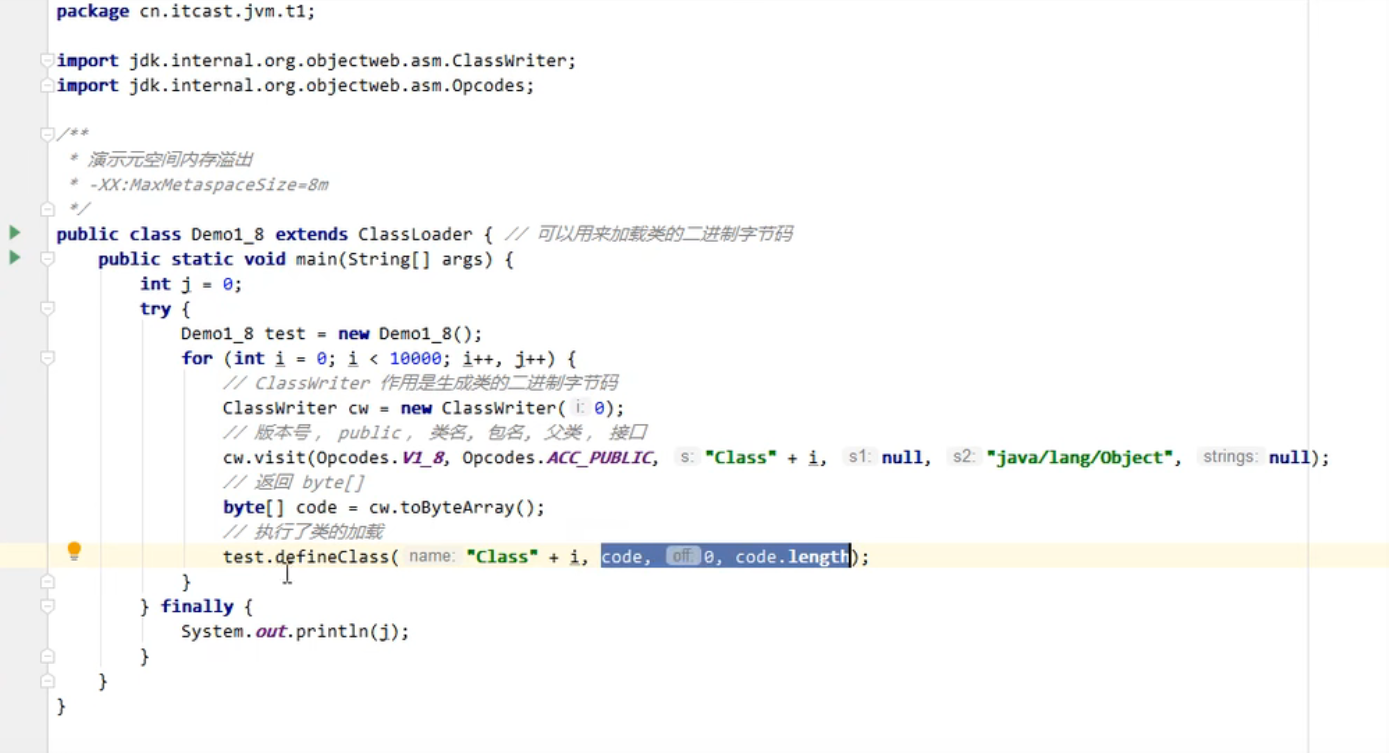 package cn.itcast.jvm.t1;
import jdk.internal.org.objectweb.asm.ClassWriter;
import jdk.internal.org.objectweb.asm.Opcodes;
/**
 * 演示元空间内存溢出
 * -XX:MaxMetaspaceSize=8m
 */
public class Demo1_8 extends ClassLoader { // 可以用来加载类的二进制字节码
    public static void main(String[] args) {
        int j = 0;
        try {
            Demo1_8 test = new Demo1_8();
            for (int i = 0; i < 10000; i++, j++) {
                // ClassWriter 作用是生成类的二进制字节码
                ClassWriter cw = new ClassWriter( i: 0);
                // 版本号, public, 类名, 包名, 父类, 接口
                cw.visit(Opcodes.V1_8, Opcodes.ACC_PUBLIC, s: "Class" + i, s1: null, s2: "java/lang/Object", strings: null);
                // 返回 byte[]
                byte[] code = cw.toByteArray();
                // 执行了类的加载
                test.defineClass( name: "Class" + i, code, off: 0, code.length);
            }
        } finally {
            System.out.println(j);
        }
    }
}